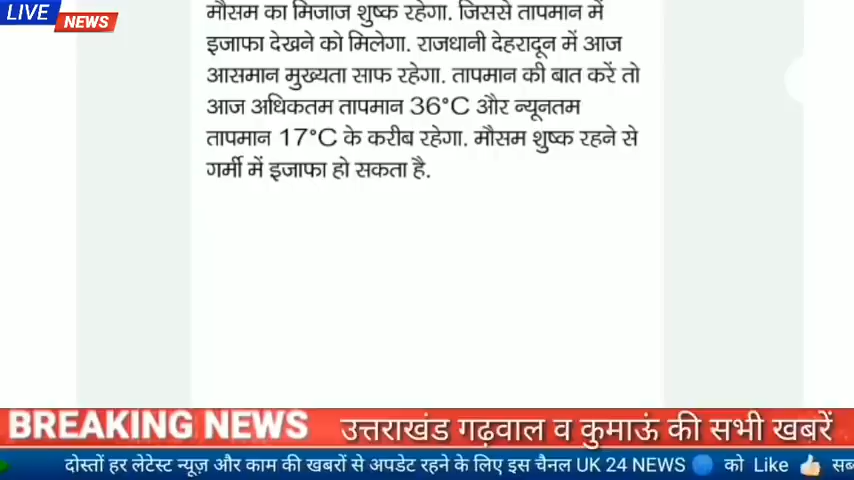 LIVE
NEWS
मौसम का मिजाज शुष्क रहेगा. जिससे तापमान में
इजाफा देखने को मिलेगा. राजधानी देहरादून में आज
आसमान मुख्यता साफ रहेगा. तापमान की बात करें तो
आज अधिकतम तापमान 36°C और न्यूनतम
तापमान 17°C के करीब रहेगा. मौसम शुष्क रहने से
गर्मी में इजाफा हो सकता है.
BREAKING NEWS उत्तराखंड गढ़वाल व कुमाऊं की सभी खबरें
दोस्तों हर लेटेस्ट न्यूज़ और काम की खबरों से अपडेट रहने के लिए इस चैनल UK 24 NEWS 🔵 को Like 👍🏻